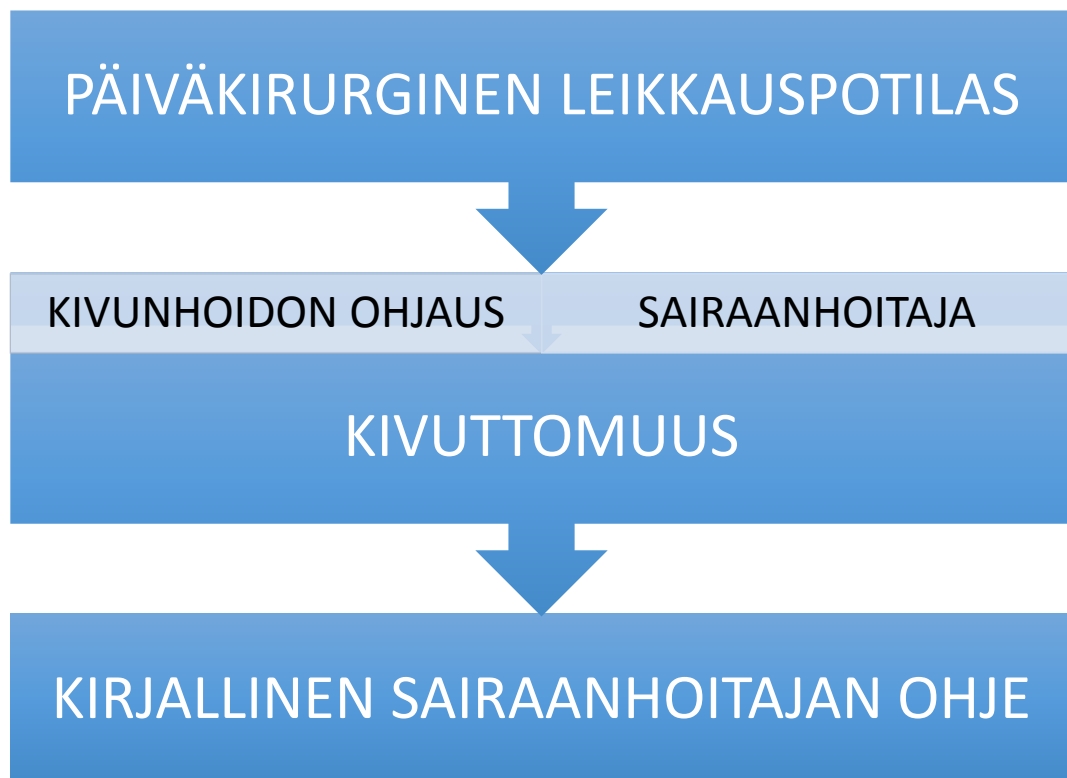 PÄIVÄKIRURGINEN LEIKKAUSPOTILAS
KIVUNHOIDON OHJAUS
SAIRAANHOITAJA
KIVUTTOMUUS
KIRJALLINEN SAIRAANHOITAJAN OHJE